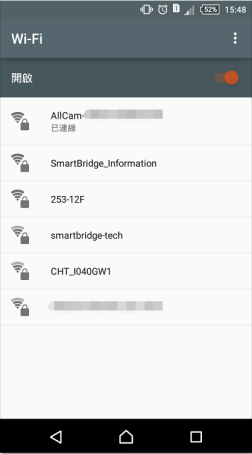 52% 15:48
Wi-Fi
開啟
AllCam-
已連線
SmartBridge_Information
253-12F
smartbridge-tech
CHT_I040GW1